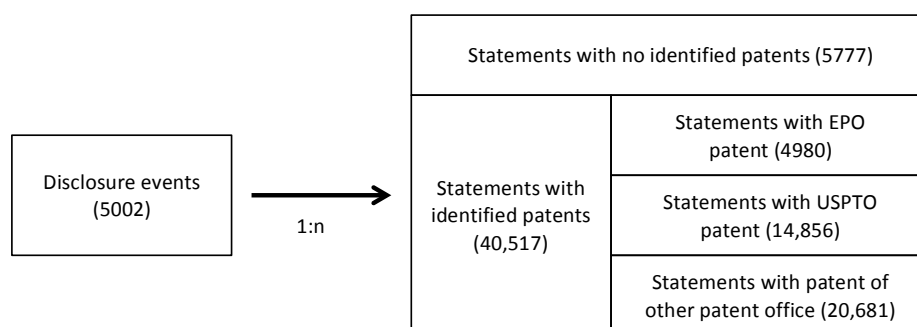 Statements with no identified patents (5777)
Disclosure events
(5002)
1:n
Statements with
identified patents
(40,517)
Statements with EPO
patent (4980)
Statements with USPTO
patent (14,856)
Statements with patent of
other patent office (20,681)